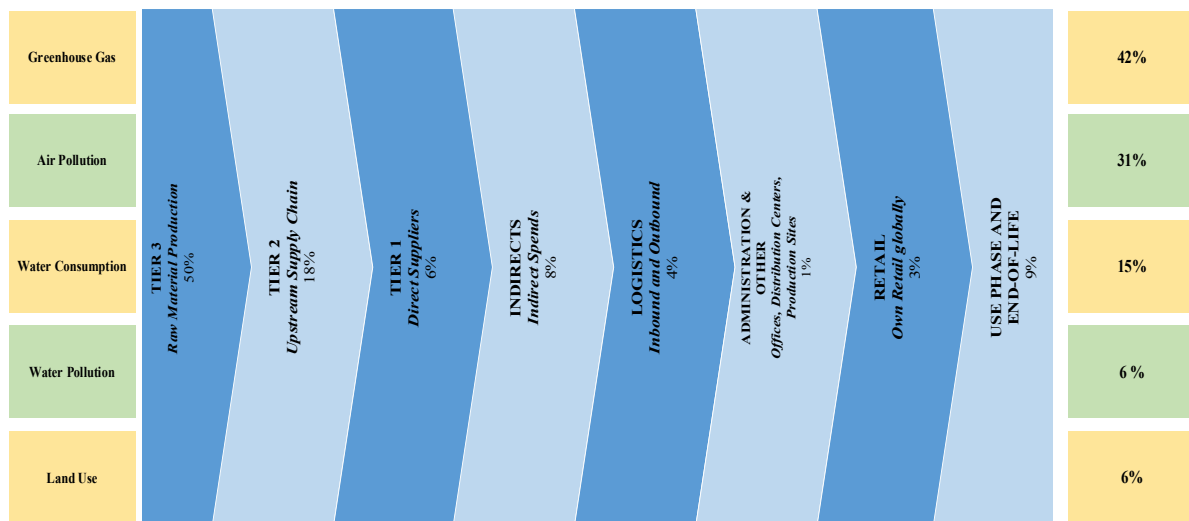 Greenhouse Gas
Air Pollution
Water Consumption
Water Pollution
Land Use
TIER 3
Raw Material Production
50%
TIER 2
Upstream Supply Chain
18%
TIER 1
Direct Suppliers
6%
INDIRECTS
Indirect Spends
8%
LOGISTICS
Inbound and Outbound
4%
ADMINISTRATION &
OTHER
Offices, Distribution Centers,
Production Sites
1%
RETAIL
Own Retail globally
3%
USE PHASE AND
END-OF-LIFE
9%
42%
31%
15%
6 %
6%